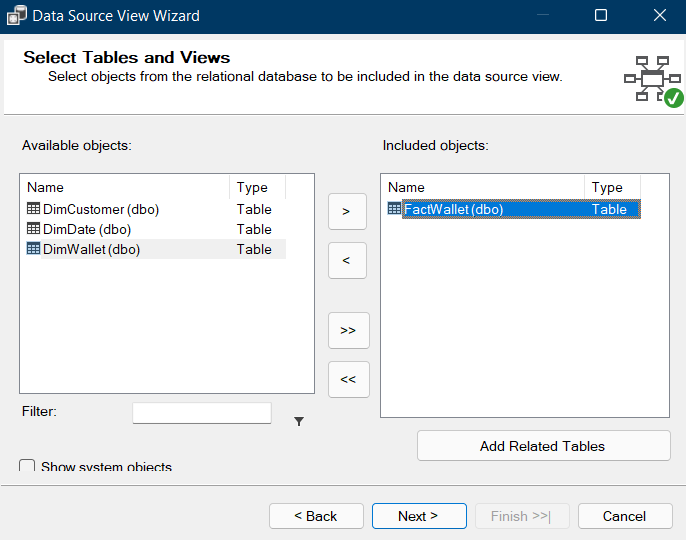 Data Source View Wizard
Select Tables and Views
Select objects from the relational database to be included in the data source view.
Available objects:
Name Type
DimCustomer (dbo) Table
DimDate (dbo) Table
DimWallet (dbo) Table
Filter:
Show system objects
>
<
>>
<<
Included objects:
Name Type
FactWallet (dbo) Table
Add Related Tables
< Back Next > Finish >>| Cancel